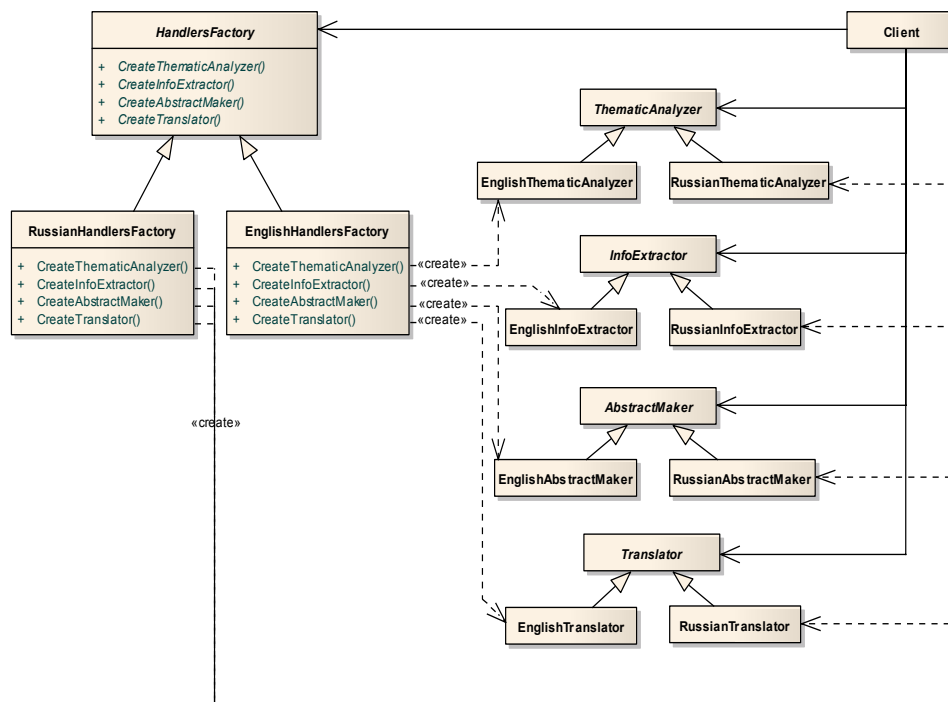 HandlersFactory
+ CreateThematicAnalyzer()
+ CreateInfoExtractor()
+ CreateAbstractMaker()
+ CreateTranslator()
Client
ThematicAnalyzer
EnglishThematicAnalyzer
RussianThematicAnalyzer
RussianHandlersFactory
+ CreateThematicAnalyzer()
+ CreateInfoExtractor()
+ CreateAbstractMaker()
+ CreateTranslator()
EnglishHandlersFactory
+ CreateThematicAnalyzer()
+ CreateInfoExtractor()
+ CreateAbstractMaker()
+ CreateTranslator()
«create»
«create»
«create»
«create»
InfoExtractor
EnglishInfoExtractor
RussianInfoExtractor
«create»
AbstractMaker
EnglishAbstractMaker
RussianAbstractMaker
Translator
EnglishTranslator
RussianTranslator